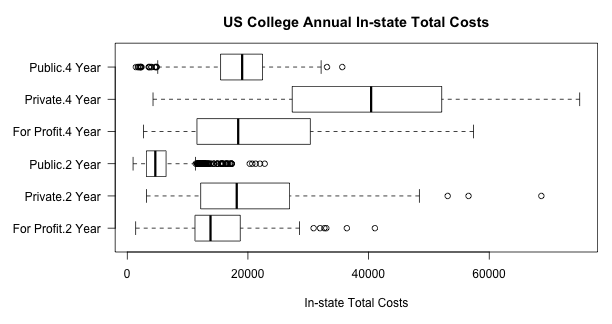 US College Annual In-state Total Costs
Public.4 Year
Private.4 Year
For Profit.4 Year
Public.2 Year
Private.2 Year
For Profit.2 Year
0 20000 40000 60000
In-state Total Costs